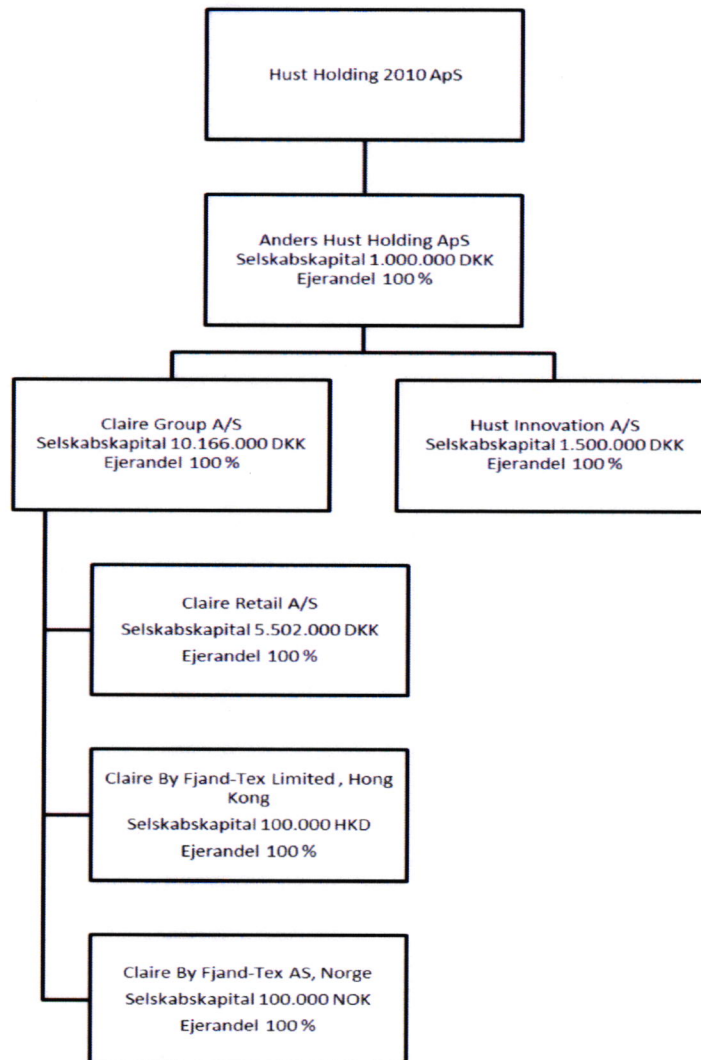 Hust Holding 2010 ApS
Anders Hust Holding ApS
Selskabskapital 1.000.000 DKK
Ejerandel 100 %
Claire Group A/S
Selskabskapital 10.166.000 DKK
Ejerandel 100 %
Hust Innovation A/S
Selskabskapital 1.500.000 DKK
Ejerandel 100 %
Claire Retail A/S
Selskabskapital 5.502.000 DKK
Ejerandel 100 %
Claire By Fjand-Tex Limited , Hong
Kong
Selskabskapital 100.000 HKD
Ejerandel 100 %
Claire By Fjand-Tex AS, Norge
Selskabskapital 100.000 NOK
Ejerandel 100 %